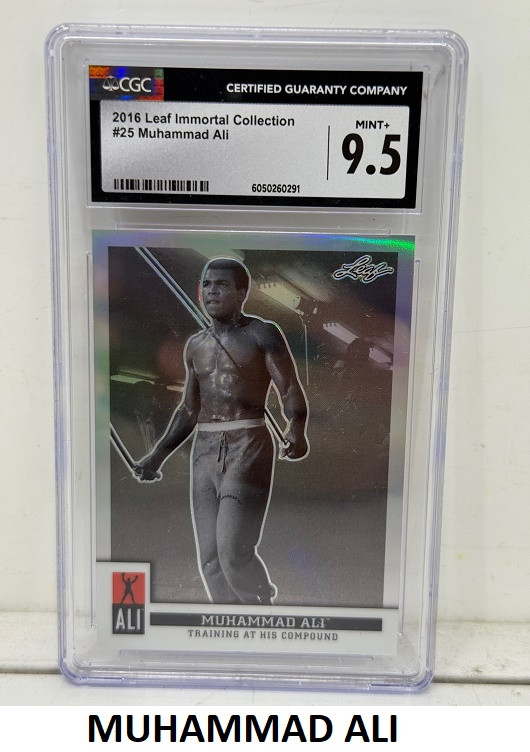 CGC
CERTIFIED GUARANTY COMPANY
2016 Leaf Immortal Collection
#25 Muhammad Ali
MINT+
9.5
6050260291
Leaf
ALI
MUHAMMAD ALI™
TRAINING AT HIS COMPOUND
MUHAMMAD ALI